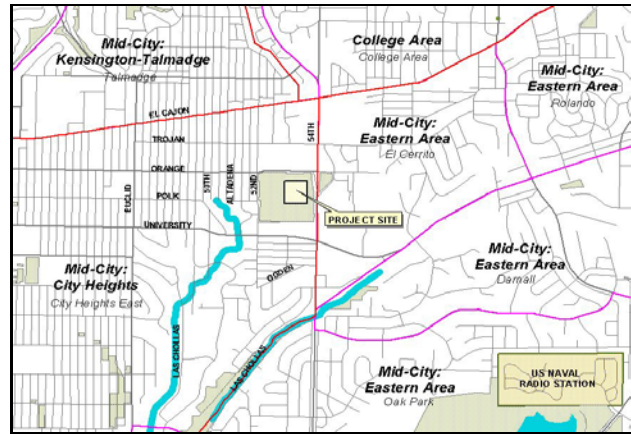 Mid-City:
Kensington-Talmadge
Talmadge
College Area
College Area
Mid-City:
Eastern Area
Rolando
EL CAJON
54TH
Mid-City:
Eastern Area
El Cerrito
TROJAN
ORANGE
EUCLID
50TH
ALTADENA
52ND
POLK
PROJECT SITE
UNIVERSITY
Mid-City:
City Heights
City Heights East
OGDEN
Mid-City:
Eastern Area
Darnall
LAS CHOLLAS
LAS CHOLLAS
Mid-City:
Eastern Area
Oak Park
US NAVAL
RADIO STATION